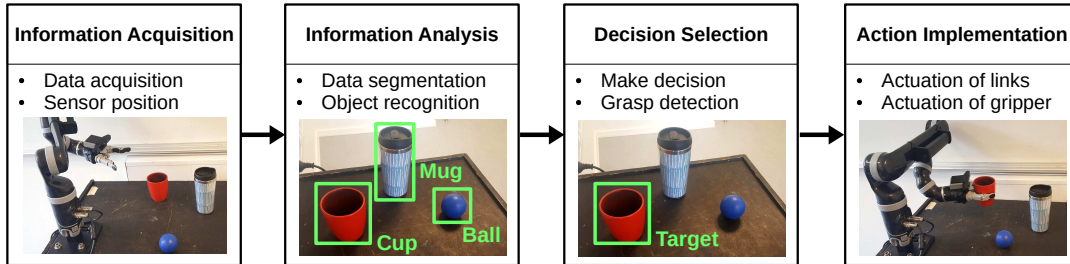 Information Acquisition
• Data acquisition
• Sensor position
Information Analysis
• Data segmentation
• Object recognition
Mug
Cup
Ball
Decision Selection
• Make decision
• Grasp detection
Target
Action Implementation
• Actuation of links
• Actuation of gripper